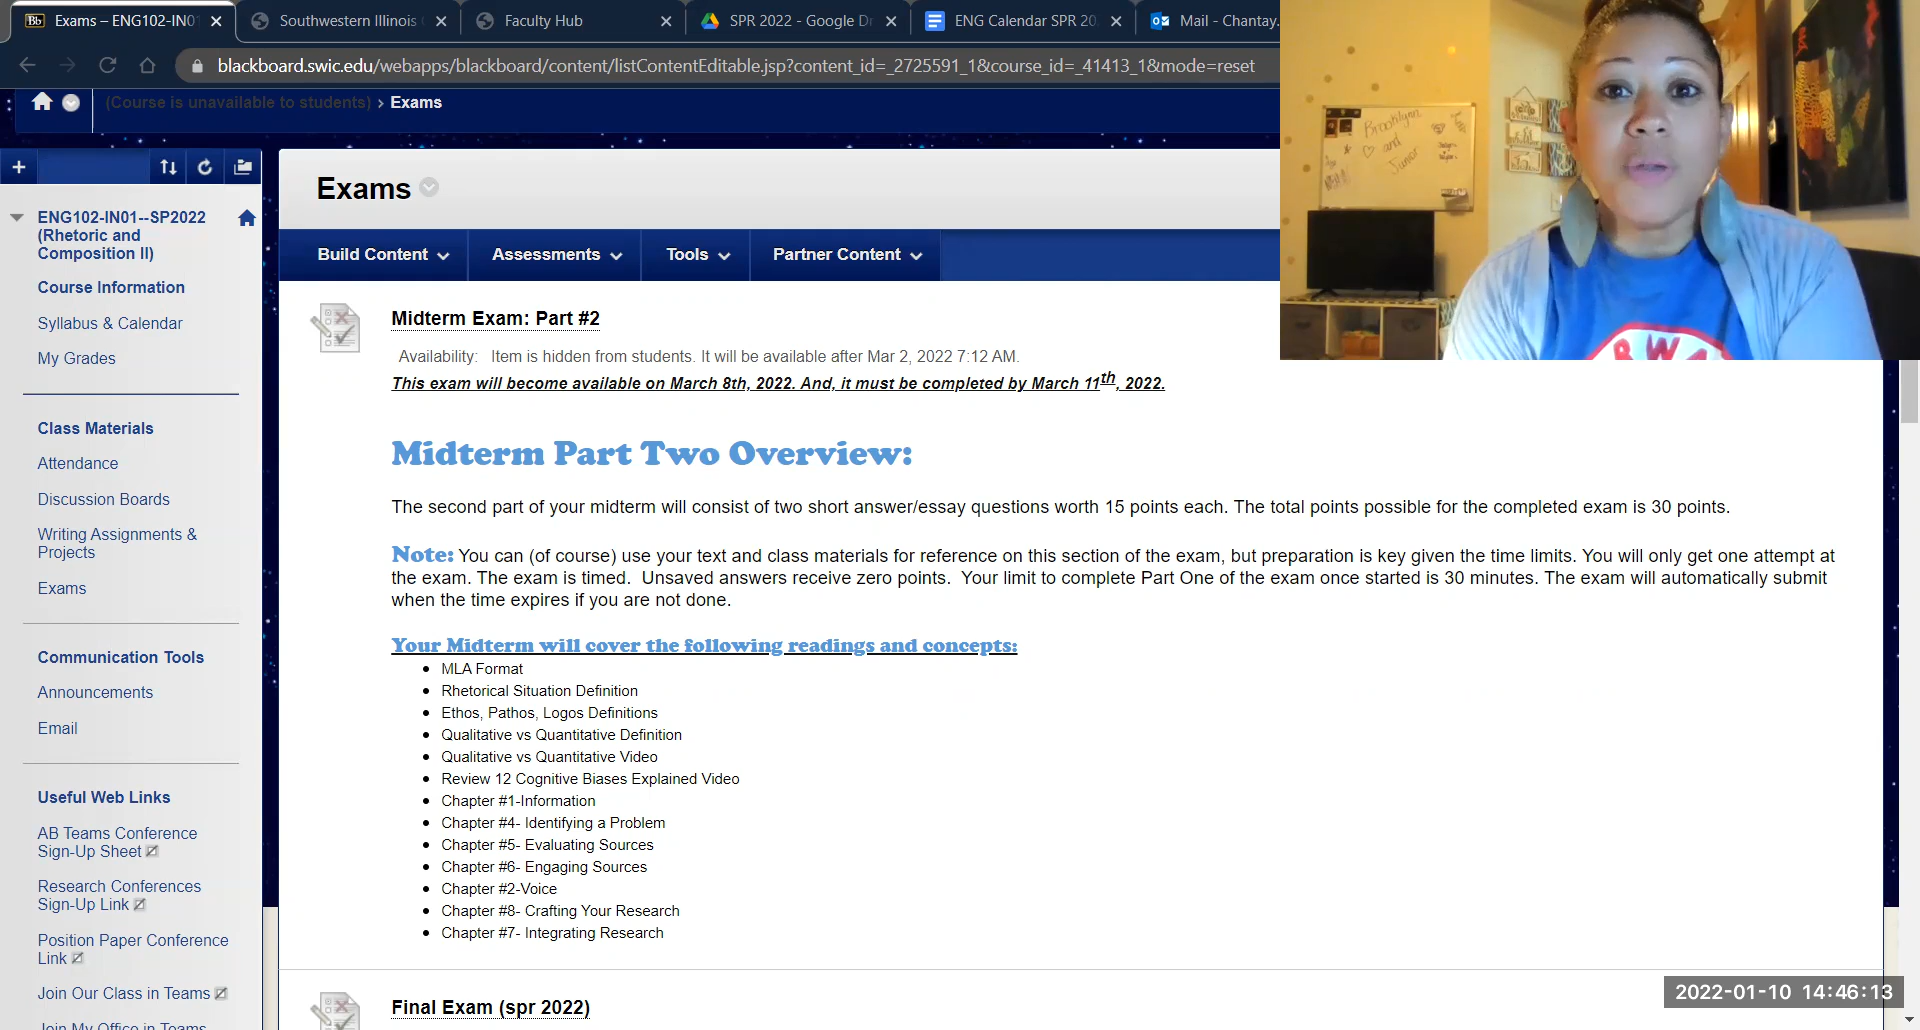 Exams – ENG102-IN01
Southwestern Illinois
Faculty Hub
SPR 2022 - Google Dr
ENG Calendar SPR 20
Mail - Chantay.
blackboard.swic.edu/webapps/blackboard/content/listContentEditable.jsp?content_id=_2725591_1&course_id=_41413_1&mode=reset
(Course is unavailable to students) > Exams
Brooklynn
and
Junior
ENG102-IN01--SP2022
(Rhetoric and
Composition II)
Course Information
Syllabus & Calendar
My Grades
Class Materials
Attendance
Discussion Boards
Writing Assignments &
Projects
Exams
Communication Tools
Announcements
Email
Useful Web Links
AB Teams Conference
Sign-Up Sheet
Research Conferences
Sign-Up Link
Position Paper Conference
Link
Join Our Class in Teams
Join My Office in Teams
Exams
Build Content
Assessments
Tools
Partner Content
Midterm Exam: Part #2
Availability: Item is hidden from students. It will be available after Mar 2, 2022 7:12 AM.
This exam will become available on March 8th, 2022. And, it must be completed by March 11th, 2022.
Midterm Part Two Overview:
The second part of your midterm will consist of two short answer/essay questions worth 15 points each. The total points possible for the completed exam is 30 points.
Note: You can (of course) use your text and class materials for reference on this section of the exam, but preparation is key given the time limits. You will only get one attempt at
the exam. The exam is timed. Unsaved answers receive zero points. Your limit to complete Part One of the exam once started is 30 minutes. The exam will automatically submit
when the time expires if you are not done.
Your Midterm will cover the following readings and concepts:
• MLA Format
• Rhetorical Situation Definition
• Ethos, Pathos, Logos Definitions
• Qualitative vs Quantitative Definition
• Qualitative vs Quantitative Video
• Review 12 Cognitive Biases Explained Video
• Chapter #1-Information
• Chapter #4- Identifying a Problem
• Chapter #5- Evaluating Sources
• Chapter #6- Engaging Sources
• Chapter #2-Voice
• Chapter #8- Crafting Your Research
• Chapter #7- Integrating Research
Final Exam (spr 2022)
2022-01-10 14:46:13